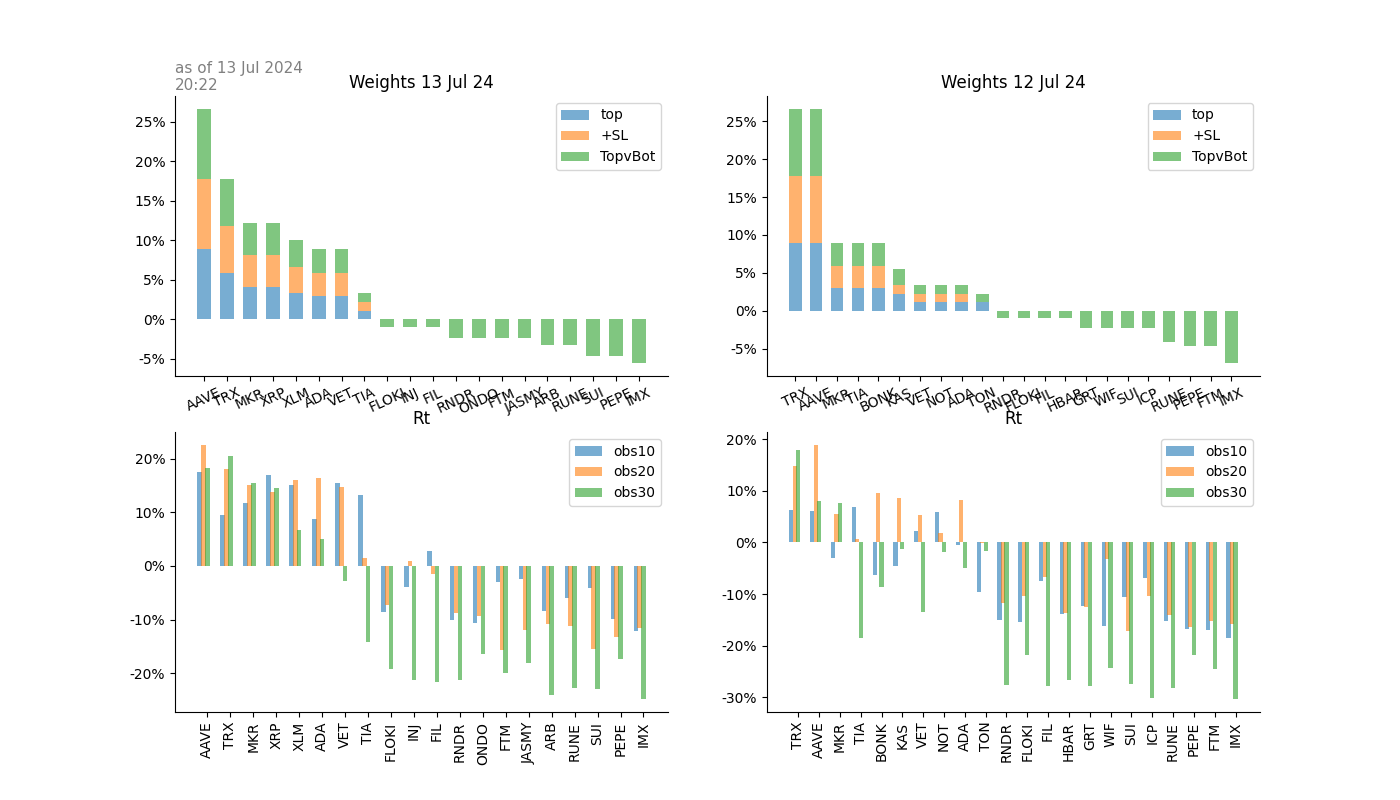 as of 13 Jul 2024
20:22
Weights 13 Jul 24
25%
20%
15%
10%
5%
0%
-5%
top
+SL
TopvBot
AAVE TRX MKR XRP XLM ADA VET TIA FLOKI INJ FIL RNDR ONDO FTM JASMY ARB RUNE SUI PEPE IMX
Weights 12 Jul 24
25%
20%
15%
10%
5%
0%
-5%
top
+SL
TopvBot
TRX AAVE MKR TIA BONK KAS VET NOT ADA TON RNDR FLOKI FIL HBAR GRT WIF SUI ICP RUNE PEPE FTM IMX
Rt
20%
10%
0%
-10%
-20%
obs10
obs20
obs30
AAVE TRX MKR XRP XLM ADA VET TIA FLOKI INJ FIL RNDR ONDO FTM JASMY ARB RUNE SUI PEPE IMX
Rt
20%
10%
0%
-10%
-20%
-30%
obs10
obs20
obs30
TRX AAVE MKR TIA BONK KAS VET NOT ADA TON RNDR FLOKI FIL HBAR GRT WIF SUI ICP RUNE PEPE FTM IMX